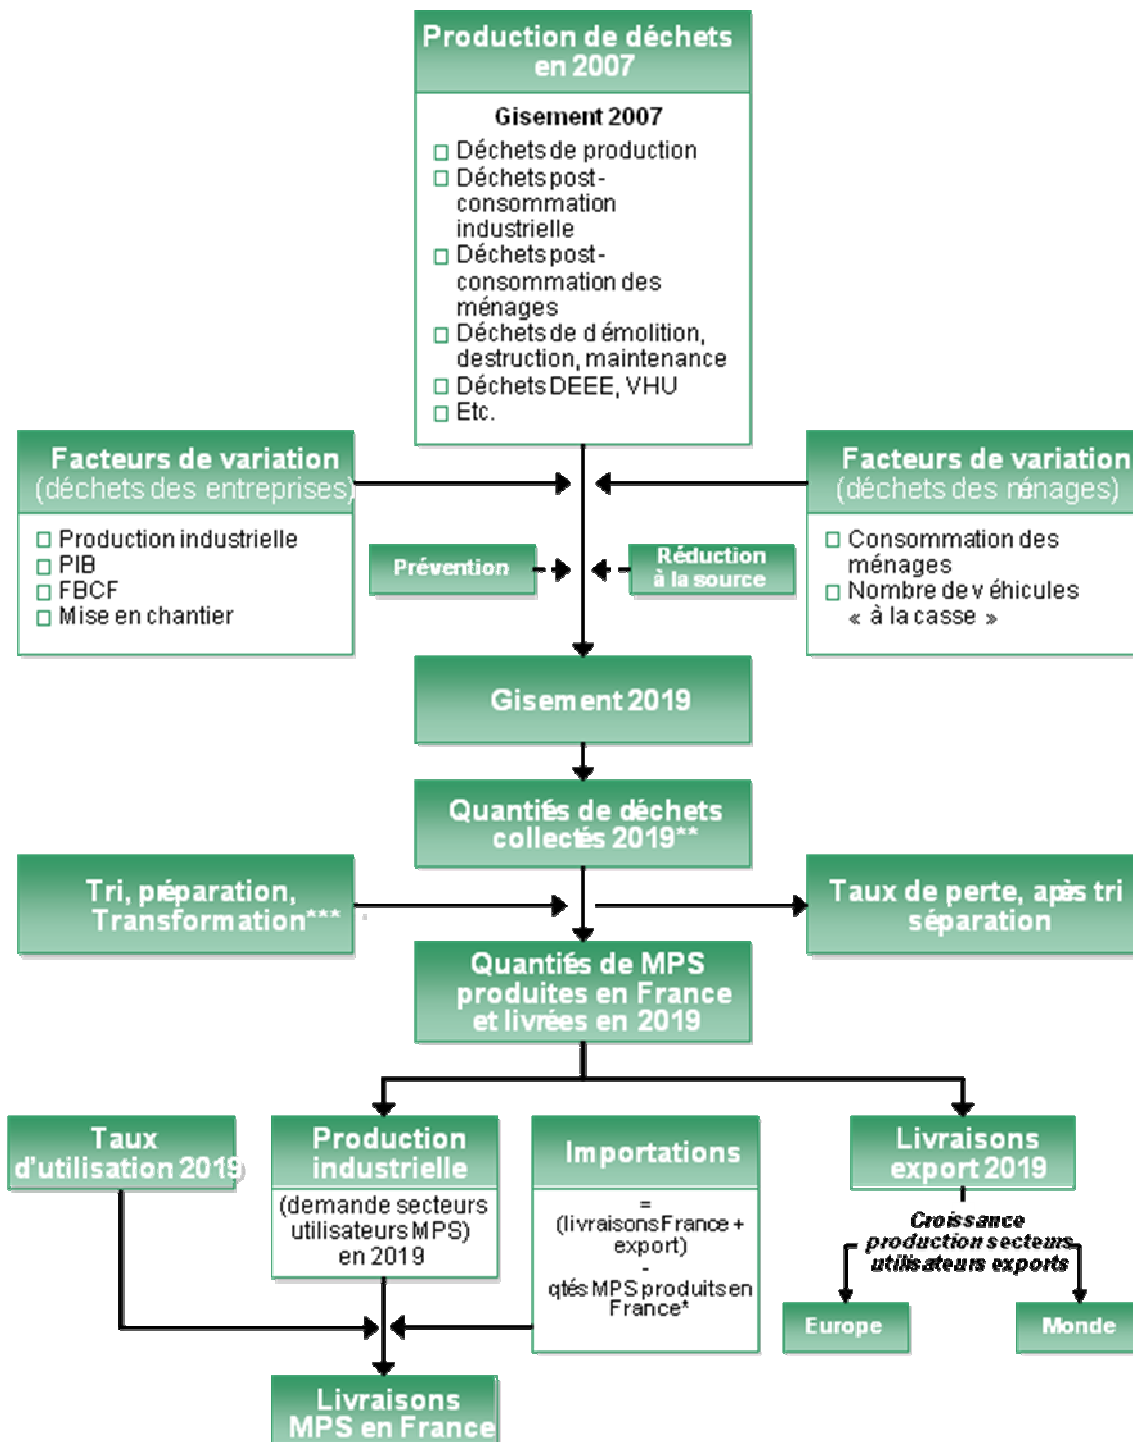 Production de déchets
en 2007
Gisement 2007
Déchets de production
Déchets post-
consommation
industrielle
Déchets post-
consommation des
ménages
Déchets de démolition,
destruction, maintenance
Déchets DEEE, VHU
Etc.
Facteurs de variation
(déchets des entreprises)
Production industrielle
PIB
FBCF
Mise en chantier
Facteurs de variation
(déchets des ménages)
Consommation des
ménages
Nombre de véhicules
« à la casse »
Prévention
Réduction
à la source
Gisement 2019
Quantités de déchets
collectés 2019**
Tri, préparation,
Transformation***
Taux de perte, après tri
séparation
Quantités de MPS
produites en France
et livrées en 2019
Taux
d'utilisation 2019
Production
industrielle
(demande secteurs
utilisateurs MPS)
en 2019
Importations
=
(livraisons France +
export)
-
qtés MPS produits en
France*
Livraisons
export 2019
Croissance
production secteurs
utilisateurs exports
Europe
Monde
Livraisons
MPS en France